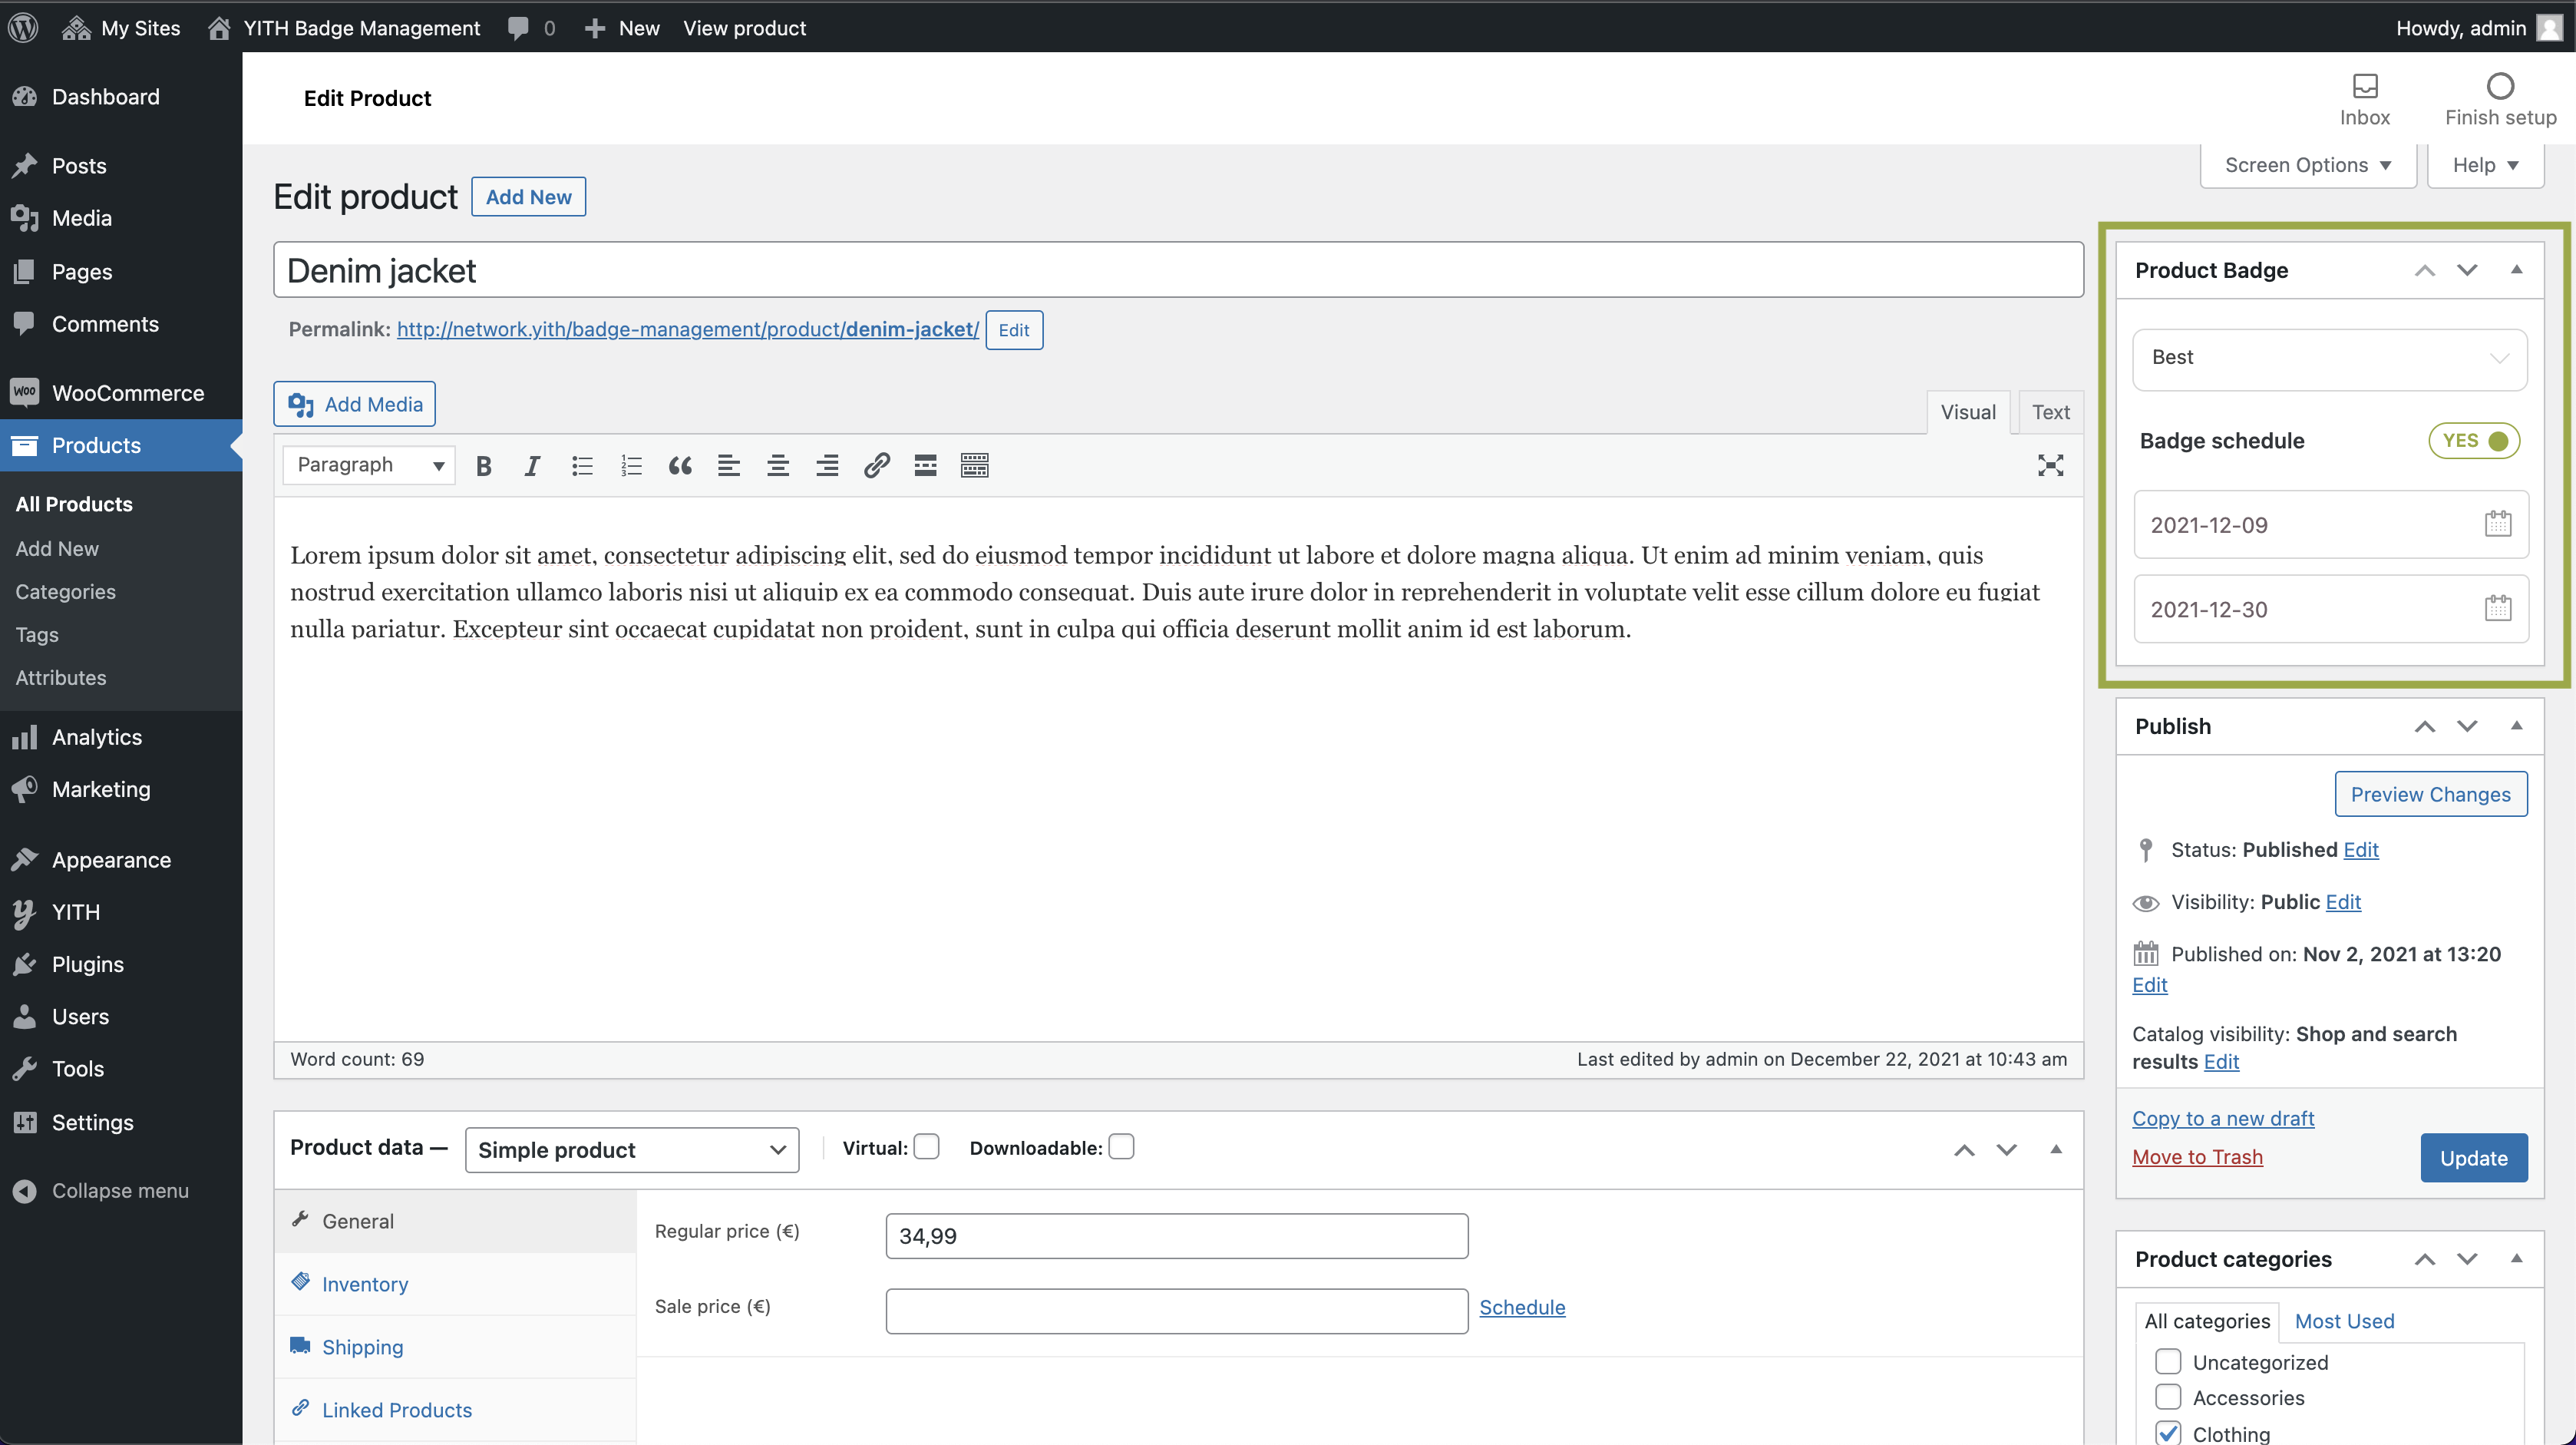 My Sites YITH Badge Management 0 New View product Howdy, admin
Dashboard
Posts
Media
Pages
Comments
WOO WooCommerce
Products
All Products
Add New
Categories
Tags
Attributes
Analytics
Marketing
Appearance
YITH
Plugins
Users
Tools
Settings
Collapse menu
Edit Product
Inbox
Finish setup
Screen Options ▼
Help ▼
Edit product Add New
Denim jacket
Permalink: http://network.yith/badge-management/product/denim-jacket/ Edit
Add Media
Visual Text
Paragraph
Lorem ipsum dolor sit amet, consectetur adipiscing elit, sed do eiusmod tempor incididunt ut labore et dolore magna aliqua. Ut enim ad minim veniam, quis
nostrud exercitation ullamco laboris nisi ut aliquip ex ea commodo consequat. Duis aute irure dolor in reprehenderit in voluptate velit esse cillum dolore eu fugiat
nulla pariatur. Excepteur sint occaecat cupidatat non proident, sunt in culpa qui officia deserunt mollit anim id est laborum.
Word count: 69
Last edited by admin on December 22, 2021 at 10:43 am
Product data — Simple product Virtual: Downloadable:
General
Inventory
Shipping
Linked Products
Regular price (€) 34,99
Sale price (€) Schedule
Product Badge
Best
Badge schedule YES
2021-12-09
2021-12-30
Publish
Preview Changes
Status: Published Edit
Visibility: Public Edit
Published on: Nov 2, 2021 at 13:20
Edit
Catalog visibility: Shop and search
results Edit
Copy to a new draft
Move to Trash
Update
Product categories
All categories Most Used
Uncategorized
Accessories
Clothing